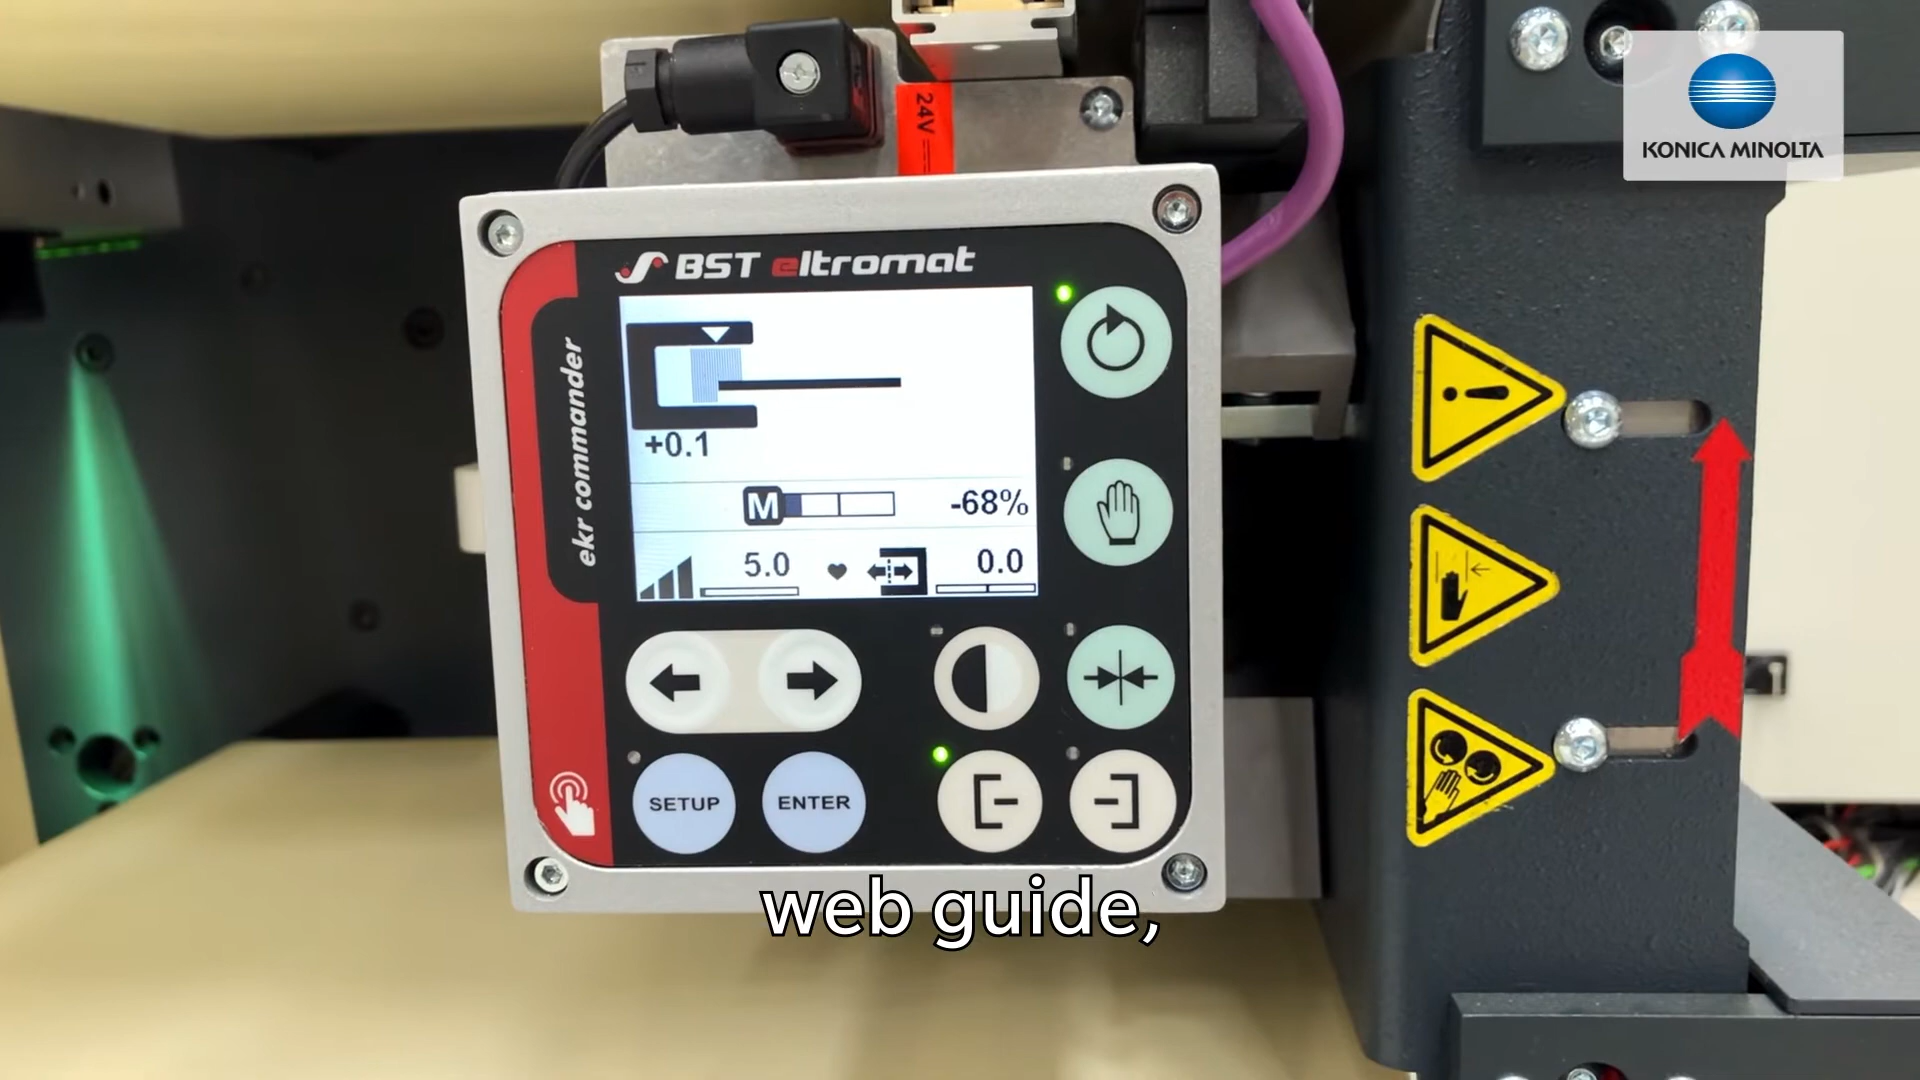 KONICA MINOLTA
24V
BST eltromat
ekr commander
+0.1
M
-68%
5.0
0.0
SETUP
ENTER
web guide,